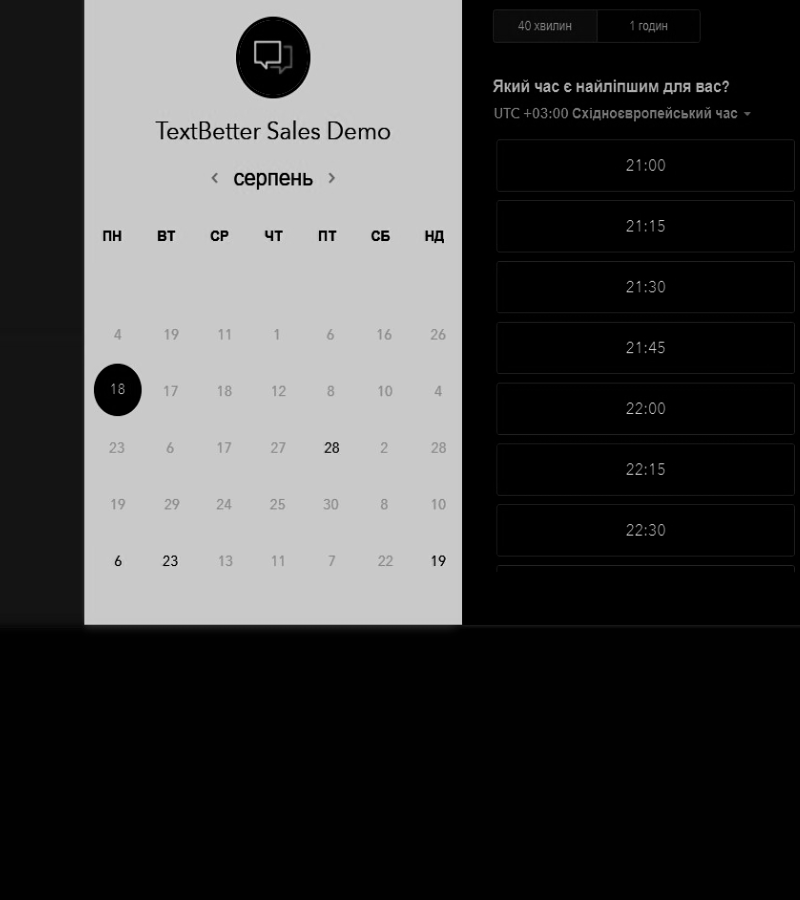 TextBetter Sales Demo
серпень
ПН ВТ СР ЧТ ПТ СБ НД
4 19 11 1 6 16 26
18 17 18 12 8 10 4
23 6 17 27 28 2 28
19 29 24 25 30 8 10
6 23 13 11 7 22 19
40 хвилин 1 годин
Який час є найліпшим для вас?
UTC +03:00 Східноєвропейський час
21:00
21:15
21:30
21:45
22:00
22:15
22:30